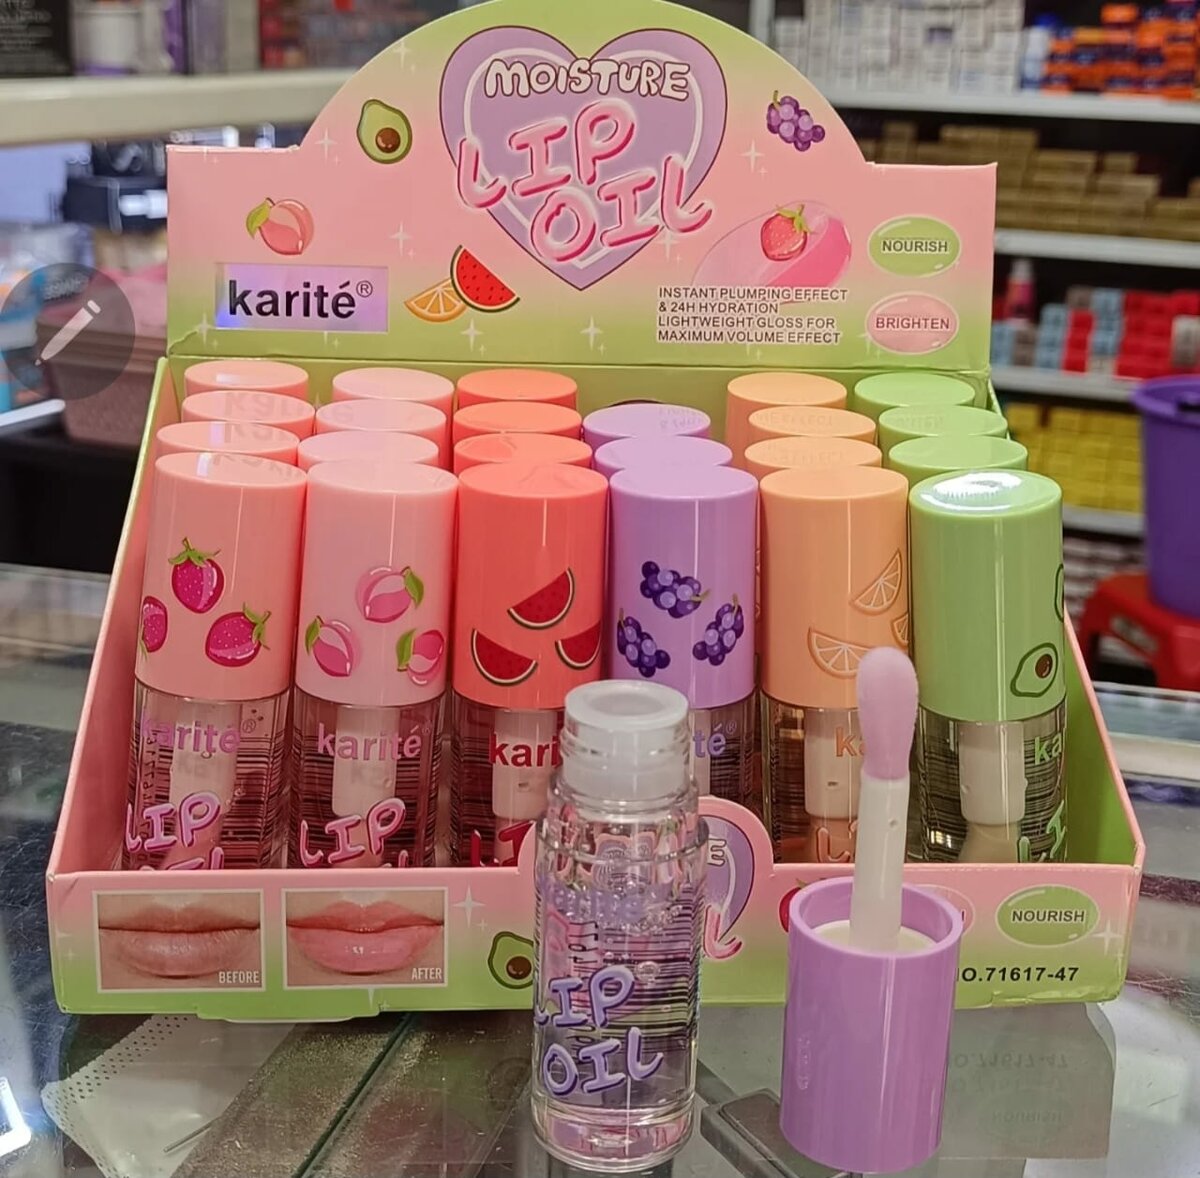 MOISTURE
LIP
OIL
karité®
INSTANT PLUMPING EFFECT
& 24H HYDRATION
LIGHTWEIGHT GLOSS FOR
MAXIMUM VOLUME EFFECT
NOURISH
BRIGHTEN
karité®
LIP
karité®
LIP
LIP
OIL
BEFORE
AFTER
NOURISH
.71617-47